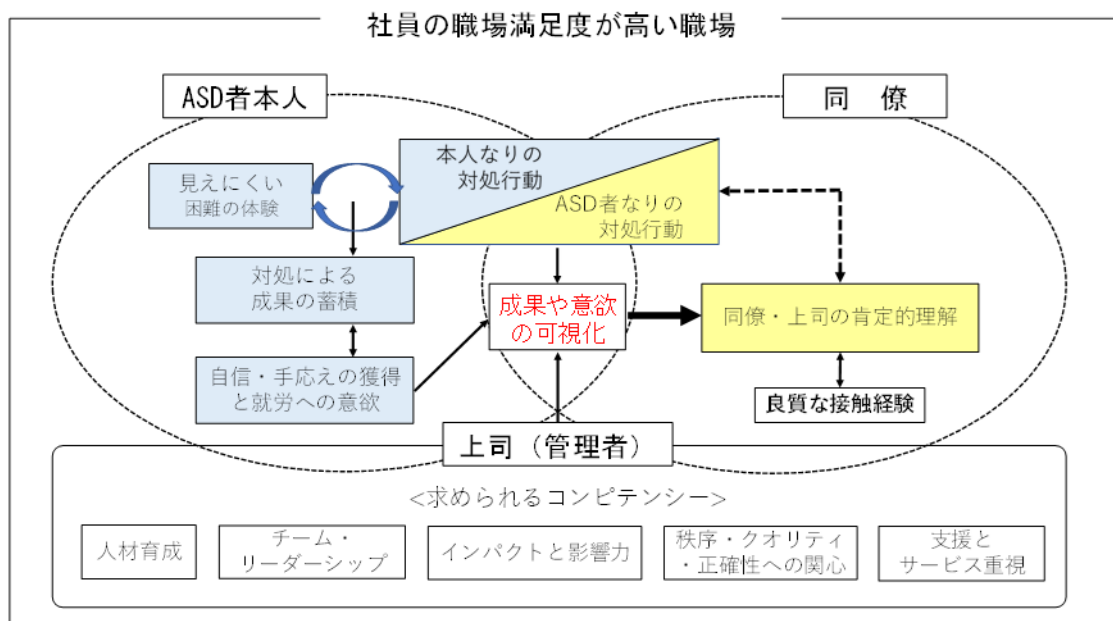 社員の職場満足度が高い職場
ASD者本人
同　僚
本人なりの
対処行動
見えにくい
困難の体験
ASD者なりの
対処行動
対処による
成果の蓄積
成果や意欲
の可視化
同僚・上司の肯定的理解
自信・手応えの獲得
と就労への意欲
良質な接触経験
上司（管理者）
<求められるコンピテンシー>
人材育成
チーム・
リーダーシップ
インパクトと影響力
秩序・クオリティ
・正確性への関心
支援と
サービス重視